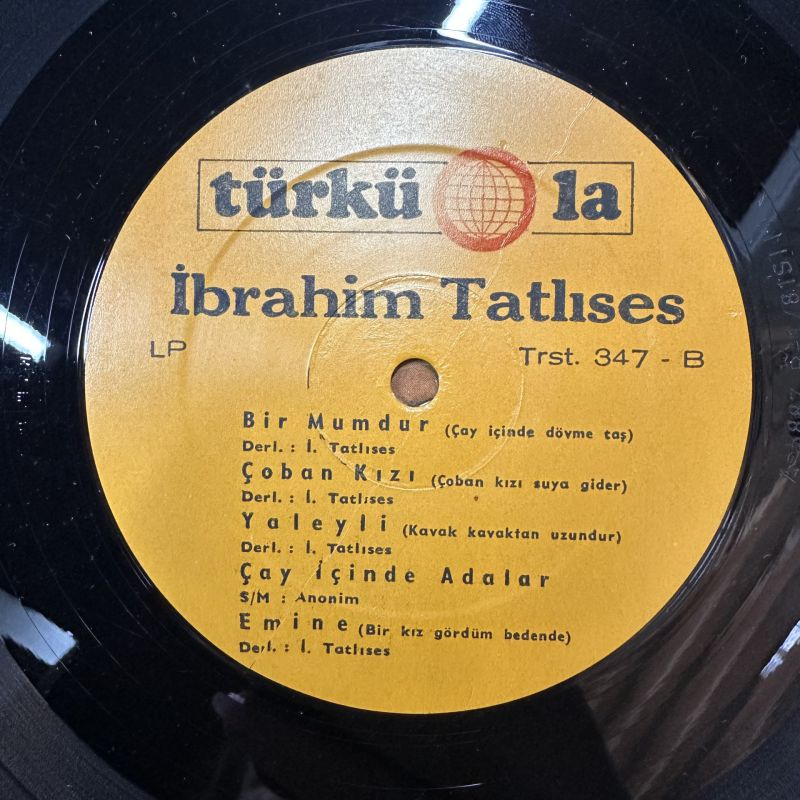 türkü la
İbrahim Tatlıses
LP Trst. 347 - B
Bir Mumdur (Çay içinde dövme taş)
Derl. : İ. Tatlıses
Çoban Kızı (Çoban kızı suya gider)
Derl. : İ. Tatlıses
Yaleyli (Kavak kavaktan uzundur)
Derl. : İ. Tatlıses
Çay İçinde Adalar
S/M : Anonim
Emine (Bir kız gördüm bedende)
Derl. : İ. Tatlıses